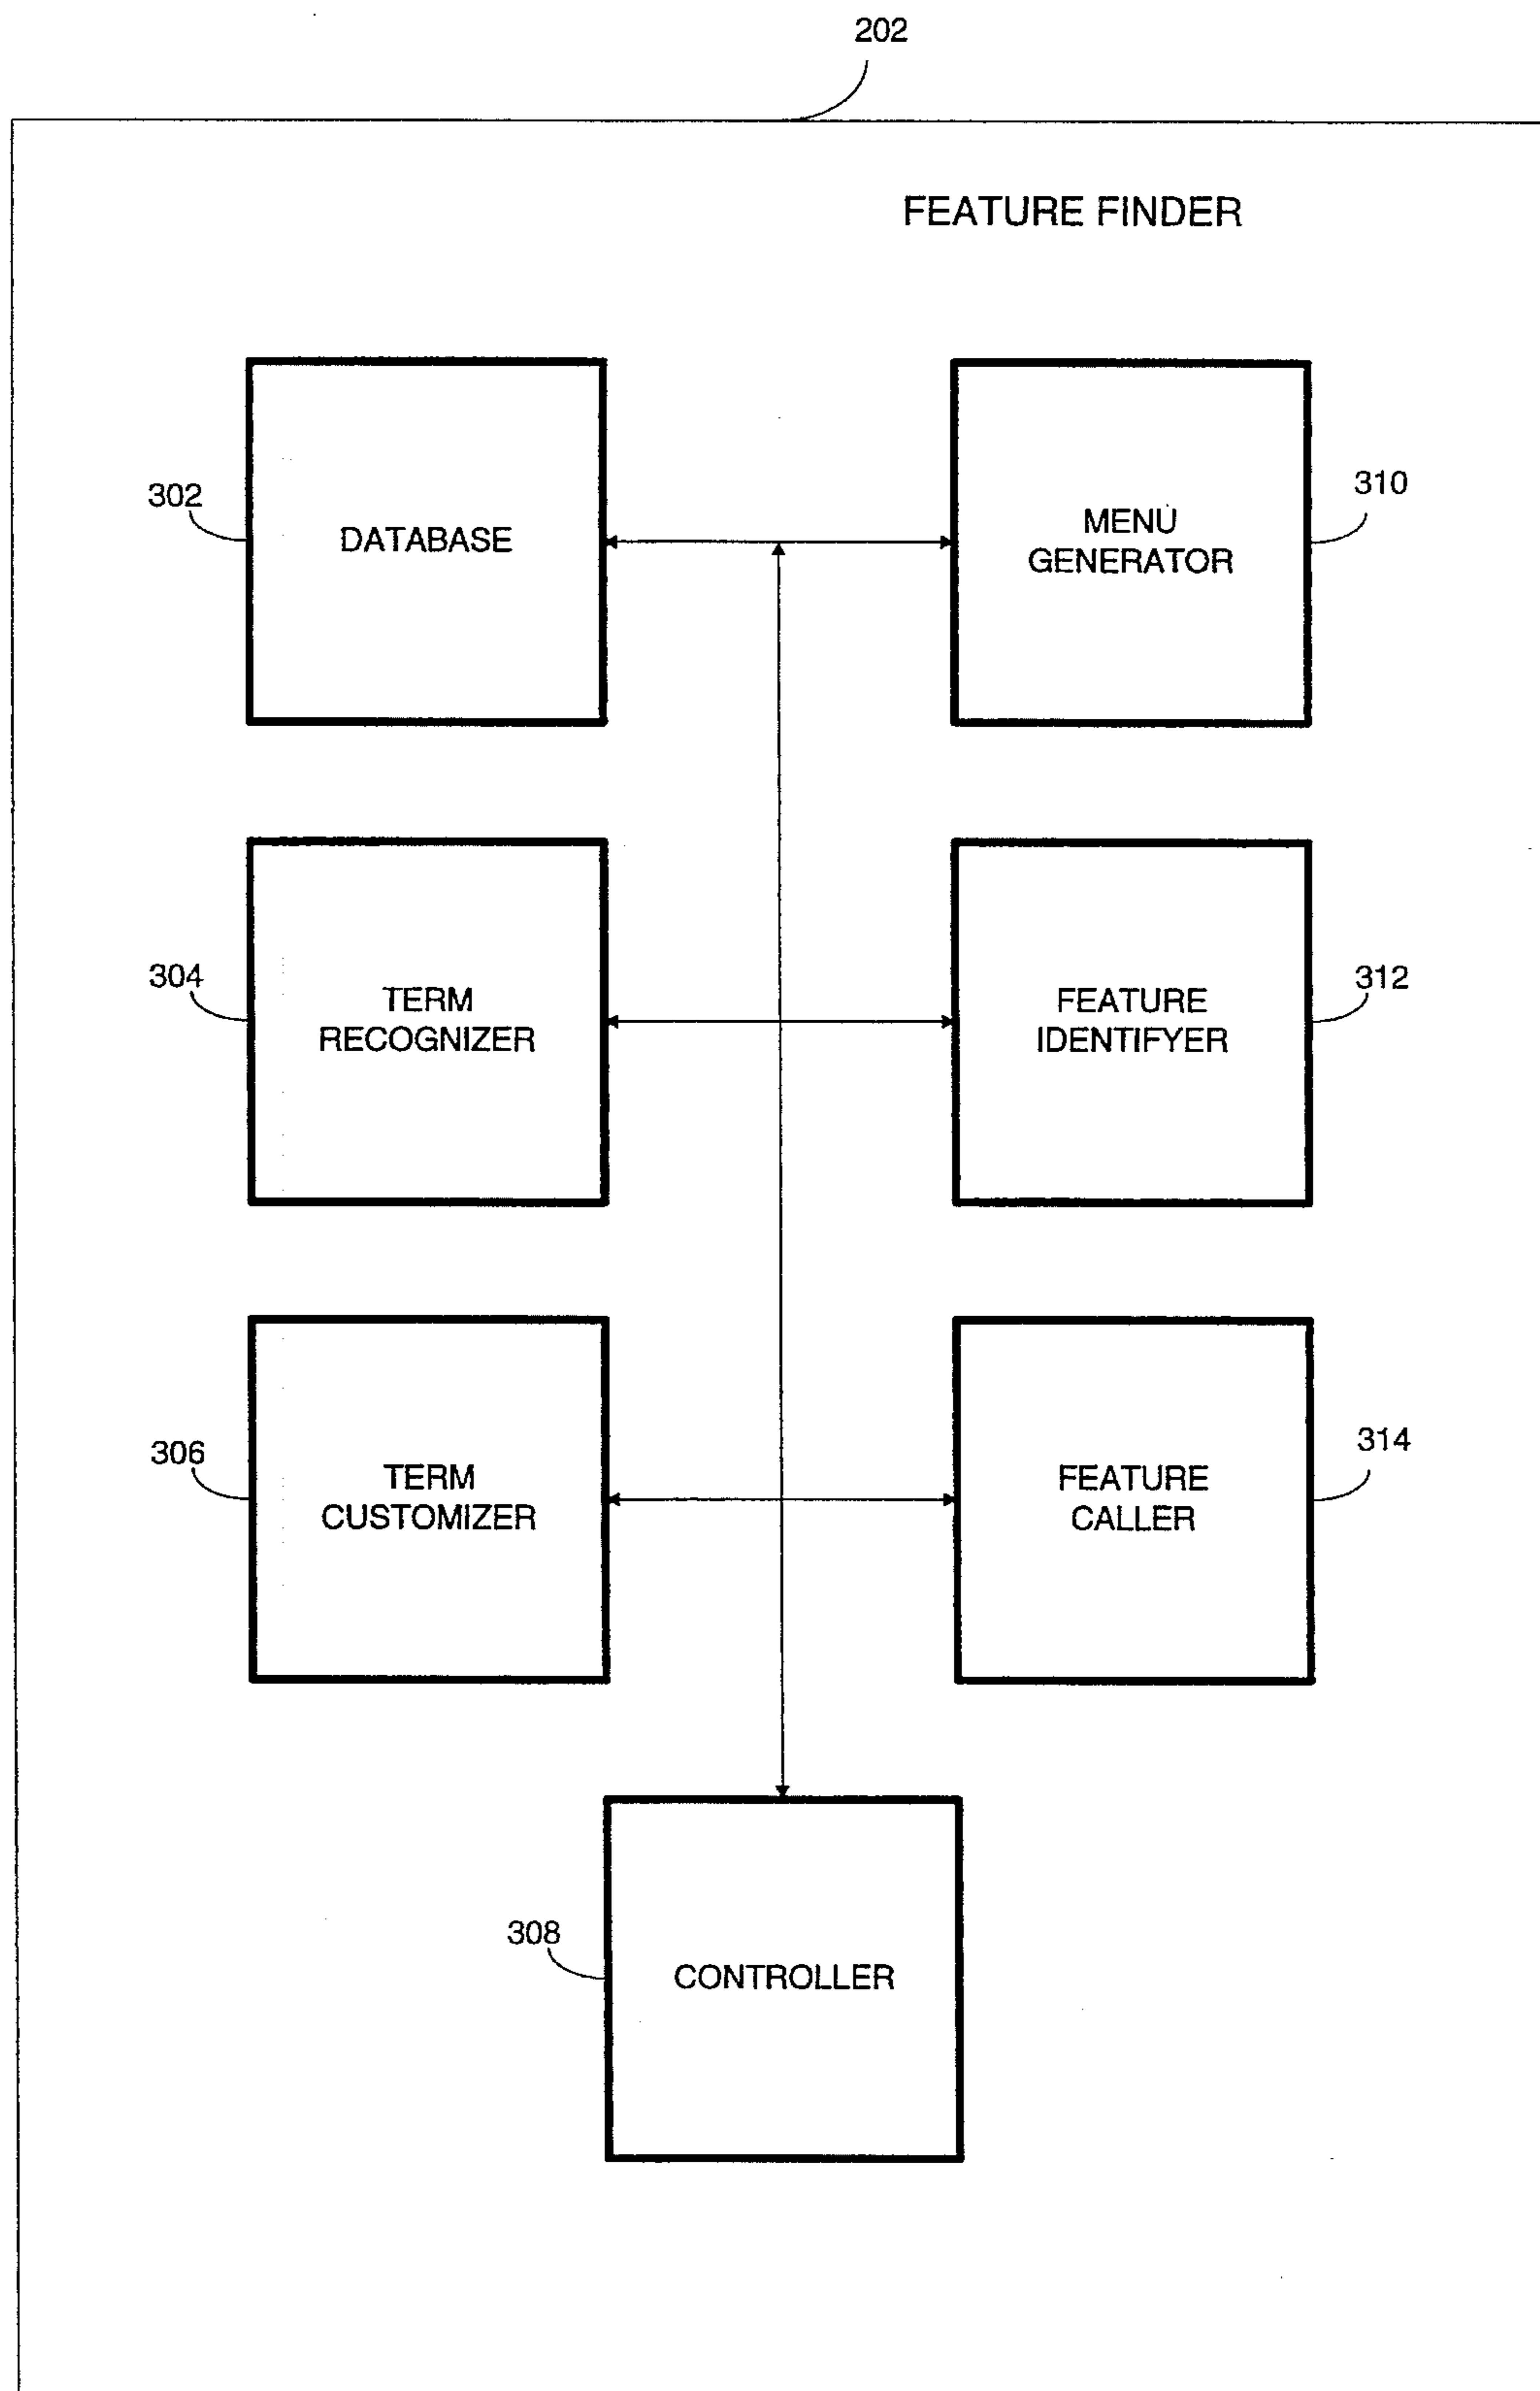 202
FEATURE FINDER
302
DATABASE
310
MENU
GENERATOR
304
TERM
RECOGNIZER
312
FEATURE
IDENTIFYER
306
TERM
CUSTOMIZER
314
FEATURE
CALLER
308
CONTROLLER